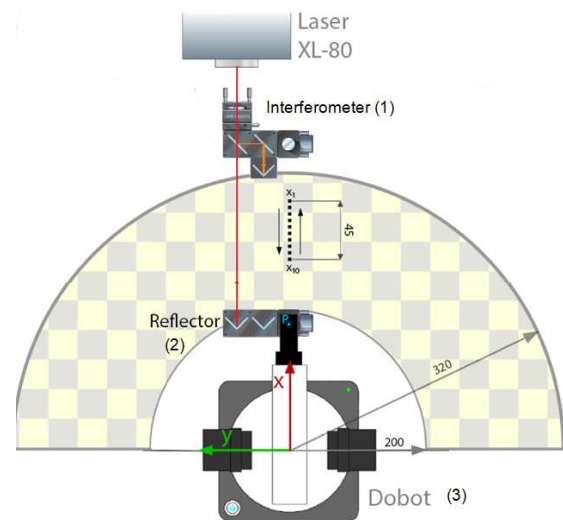 Laser
XL-80
Interferometer (1)
X1
45
X10
Reflector
(2)
P
X
320
y
200
Dobot (3)